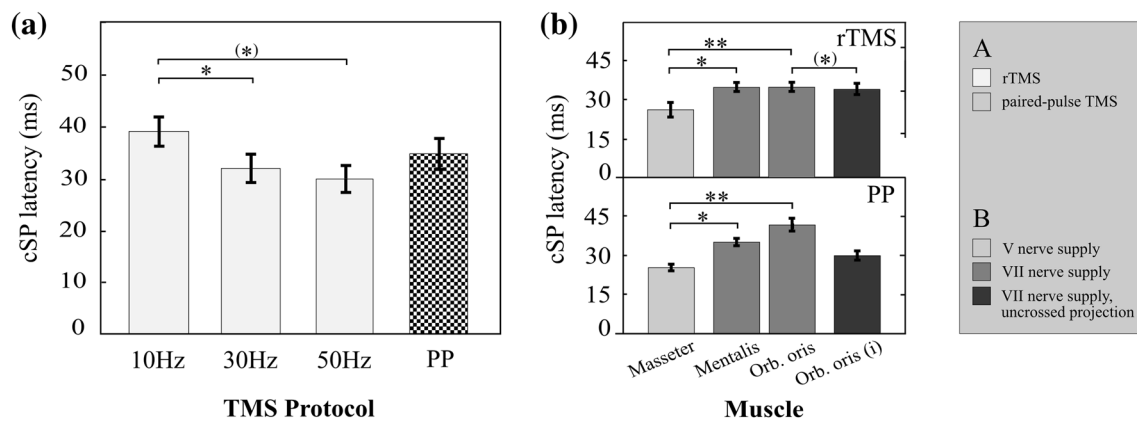 (a)
(*)
*
50
40
30
20
10
0
cSP latency (ms)
10Hz
30Hz
50Hz
PP
TMS Protocol
(b)
rTMS
**
*
(*)
45
30
15
0
cSP latency (ms)
PP
**
*
45
30
15
0
Masseter
Mentalis
Orb. oris
Orb. oris (i)
Muscle
A
rTMS
paired-pulse TMS
B
V nerve supply
VII nerve supply
VII nerve supply,
uncrossed projection